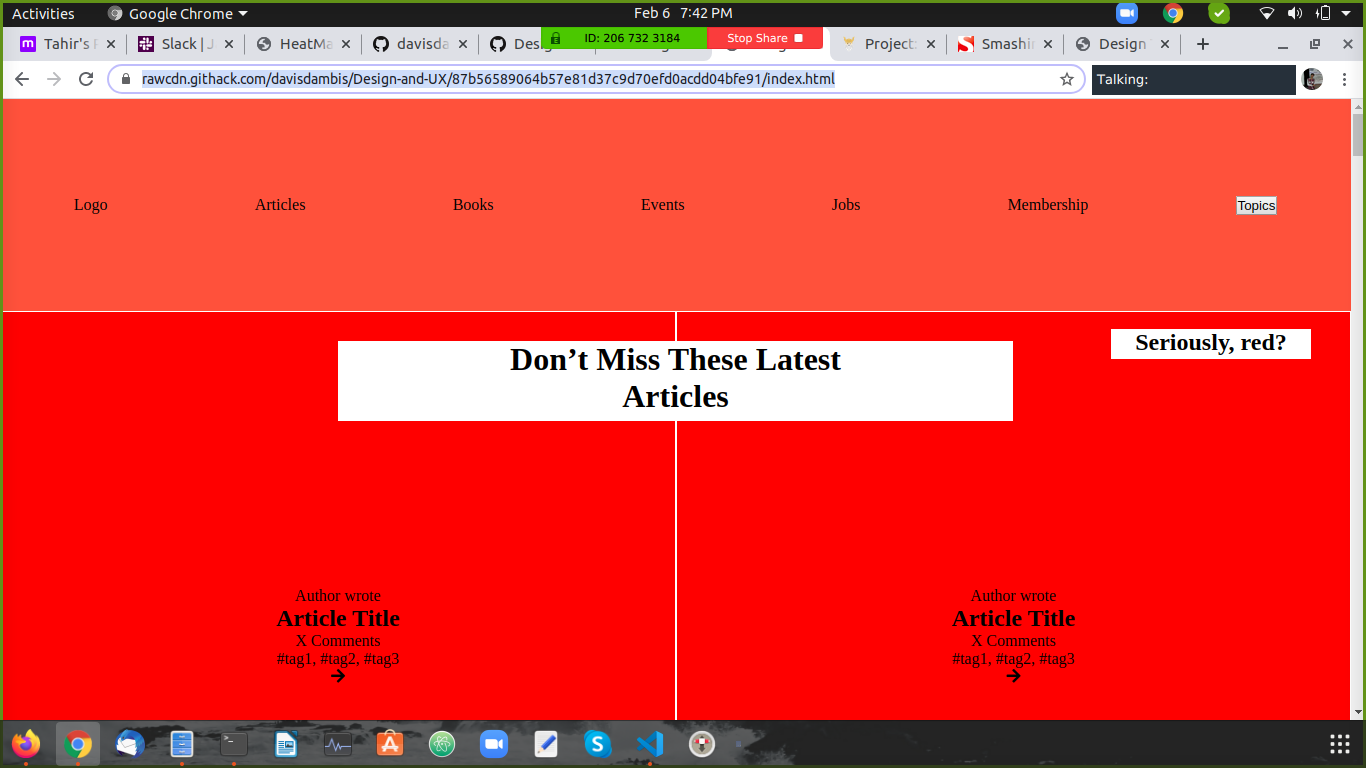 Activities
Google Chrome
Feb 6 7:42 PM
Tahir's
Slack | J
HeatMa
davisda
ID: 206 732 3184
Stop Share
Project:
Smashi
Design
rawcdn.githack.com/davisdambis/Design-and-UX/87b56589064b57e81d37c9d70efd0acdd04bfe91/index.html
Talking:
Logo
Articles
Books
Events
Jobs
Membership
Topics
Seriously, red?
Don’t Miss These Latest
Articles
Author wrote
Article Title
X Comments
#tag1, #tag2, #tag3
Author wrote
Article Title
X Comments
#tag1, #tag2, #tag3